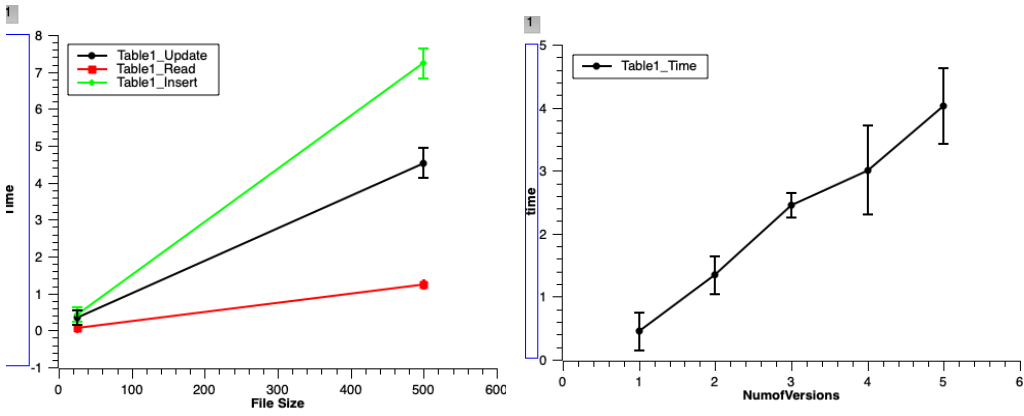 1
8
7
6
5
4
3
2
1
0
-1
Time
Table1_Update
Table1_Read
Table1_Insert
0 100 200 300 400 500 600
File Size
1
5
4
3
2
1
0
time
Table1_Time
0 1 2 3 4 5 6
NumofVersions